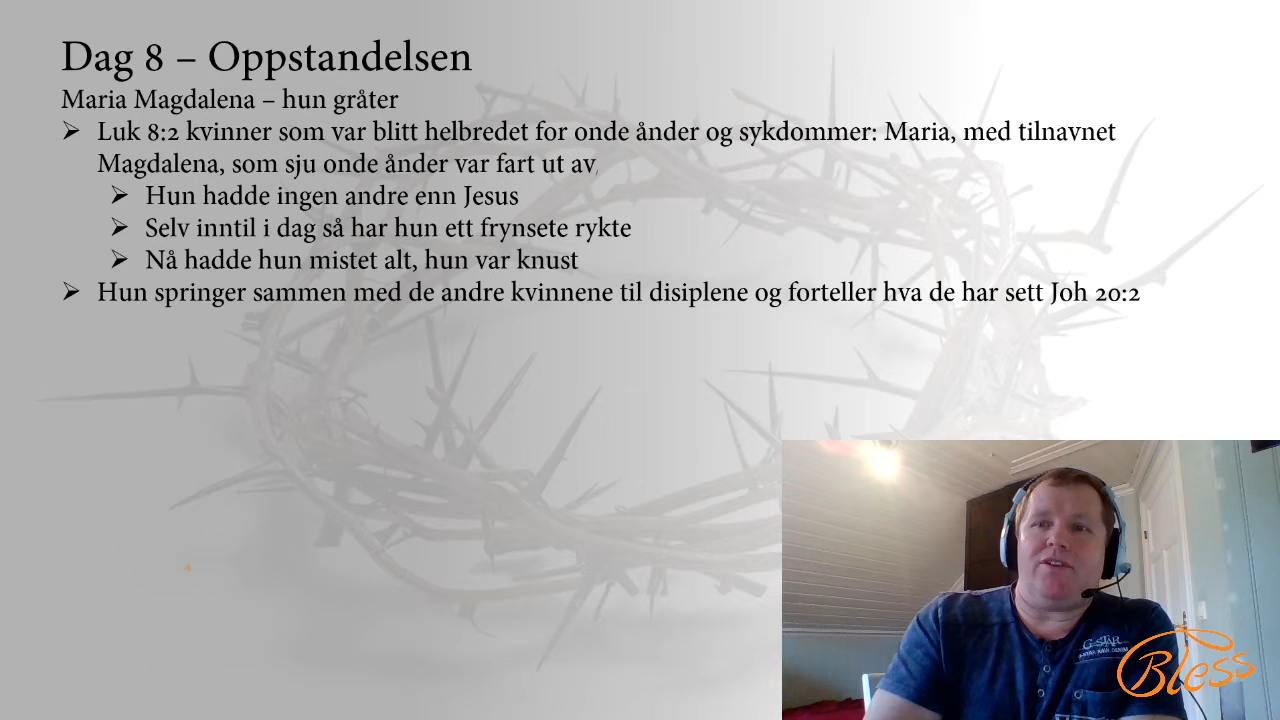 Dag 8 – Oppstandelsen
Maria Magdalena – hun gråter
➢ Luk 8:2 kvinner som var blitt helbredet for onde ånder og sykdommer: Maria, med tilnavnet
Magdalena, som sju onde ånder var fart ut av,
➢ Hun hadde ingen andre enn Jesus
➢ Selv inntil i dag så har hun ett frynsete rykte
➢ Nå hadde hun mistet alt, hun var knust
➢ Hun springer sammen med de andre kvinnene til disiplene og forteller hva de har sett Joh 20:2
G-STAR
Bless